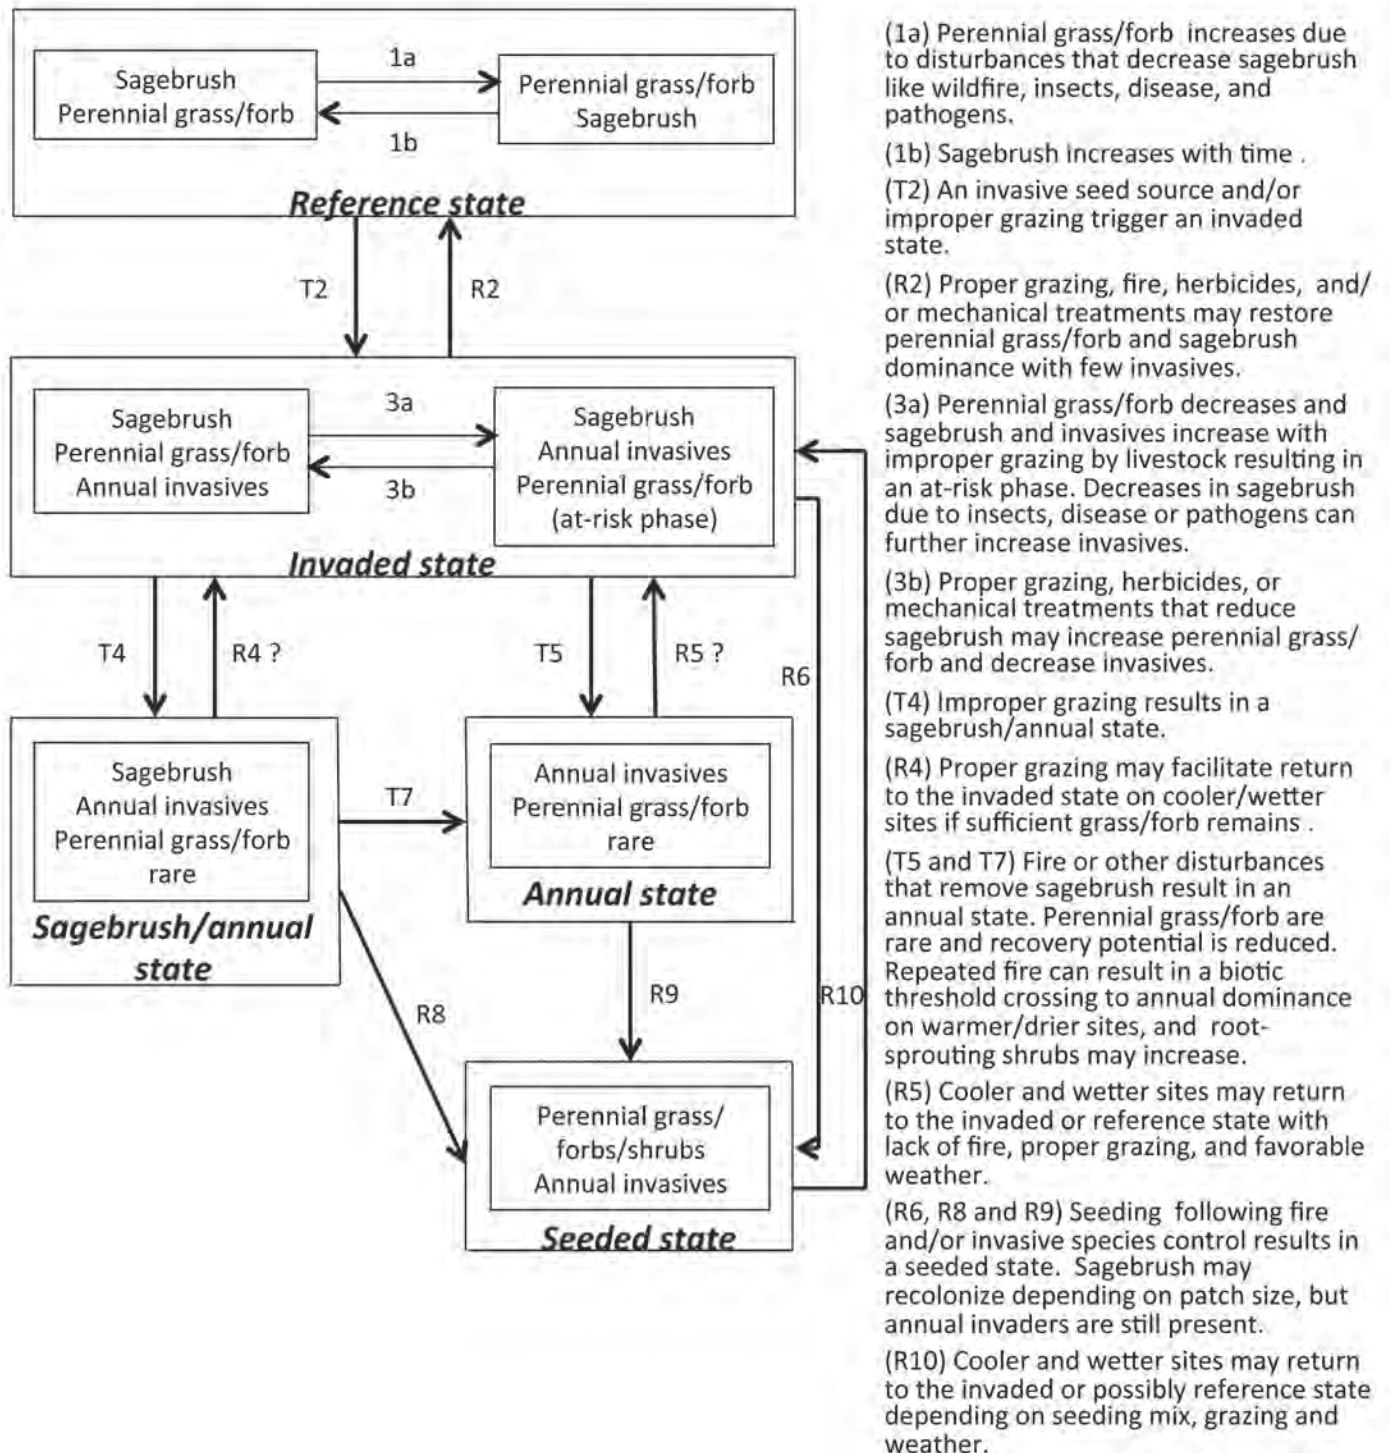 Sagebrush
Perennial grass/forb
1a
1b
Perennial grass/forb
Sagebrush
Reference state
T2
R2
Sagebrush
Perennial grass/forb
Annual invasives
3a
3b
Sagebrush
Annual invasives
Perennial grass/forb
(at-risk phase)
Invaded state
T4
R4 ?
T5
R5 ?
R6
Sagebrush
Annual invasives
Perennial grass/forb
rare
Sagebrush/annual
state
T7
Annual invasives
Perennial grass/forb
rare
Annual state
R8
R9
R10
Perennial grass/
forbs/shrubs
Annual invasives
Seeded state
(1a) Perennial grass/forb increases due
to disturbances that decrease sagebrush
like wildfire, insects, disease, and
pathogens.
(1b) Sagebrush increases with time .
(T2) An invasive seed source and/or
improper grazing trigger an invaded
state.
(R2) Proper grazing, fire, herbicides, and/
or mechanical treatments may restore
perennial grass/forb and sagebrush
dominance with few invasives.
(3a) Perennial grass/forb decreases and
sagebrush and invasives increase with
improper grazing by livestock resulting in
an at-risk phase. Decreases in sagebrush
due to insects, disease or pathogens can
further increase invasives.
(3b) Proper grazing, herbicides, or
mechanical treatments that reduce
sagebrush may increase perennial grass/
forb and decrease invasives.
(T4) Improper grazing results in a
sagebrush/annual state.
(R4) Proper grazing may facilitate return
to the invaded state on cooler/wetter
sites if sufficient grass/forb remains .
(T5 and T7) Fire or other disturbances
that remove sagebrush result in an
annual state. Perennial grass/forb are
rare and recovery potential is reduced.
Repeated fire can result in a biotic
threshold crossing to annual dominance
on warmer/drier sites, and root-
sprouting shrubs may increase.
(R5) Cooler and wetter sites may return
to the invaded or reference state with
lack of fire, proper grazing, and favorable
weather.
(R6, R8 and R9) Seeding following fire
and/or invasive species control results in
a seeded state. Sagebrush may
recolonize depending on patch size, but
annual invaders are still present.
(R10) Cooler and wetter sites may return
to the invaded or possibly reference state
depending on seeding mix, grazing and
weather.